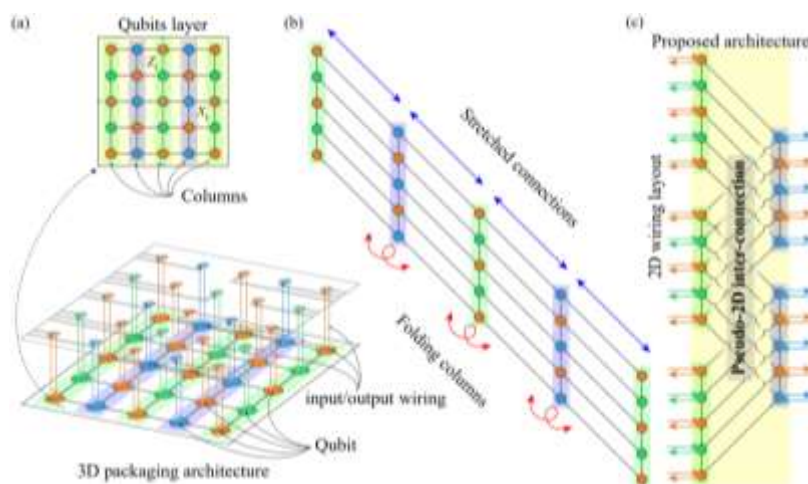 (a)
Qubits layer
Z
X
Columns
input/output wiring
Qubit
3D packaging architecture
(b)
Stretched connections
Folding columns
(c)
Proposed architecture
2D wiring layout
Pseudo-2D inter-connection